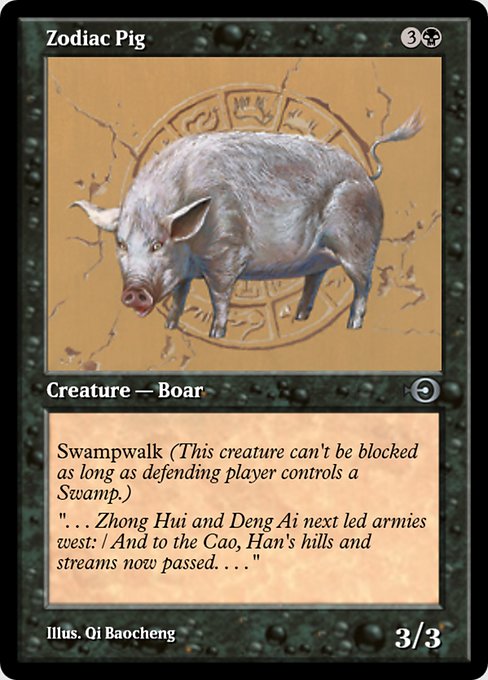 Zodiac Pig
3
Creature — Boar
Swampwalk (This creature can't be blocked
as long as defending player controls a
Swamp.)
". . . Zhong Hui and Deng Ai next led armies
west: / And to the Cao, Han's hills and
streams now passed. . . ."
Illus. Qi Baocheng
3/3